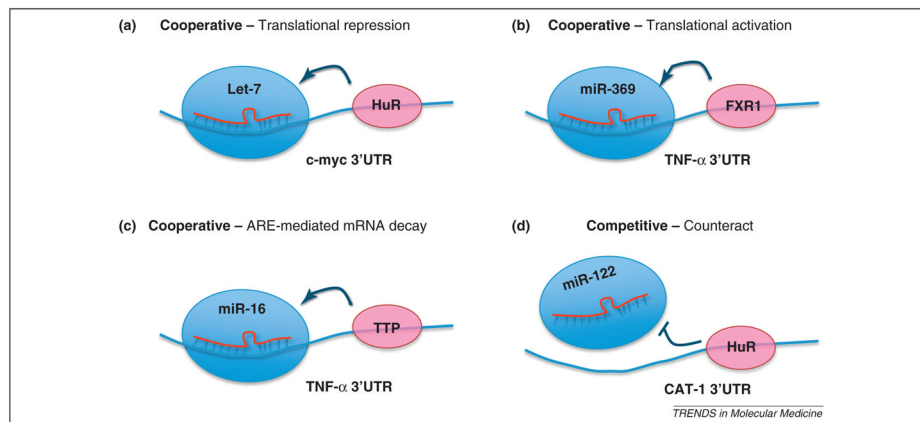 (a) Cooperative – Translational repression
Let-7
HuR
c-myc 3'UTR
(b) Cooperative – Translational activation
miR-369
FXR1
TNF-α 3'UTR
(c) Cooperative – ARE-mediated mRNA decay
miR-16
TTP
TNF-α 3'UTR
(d) Competitive – Counteract
miR-122
HuR
CAT-1 3'UTR
TRENDS in Molecular Medicine